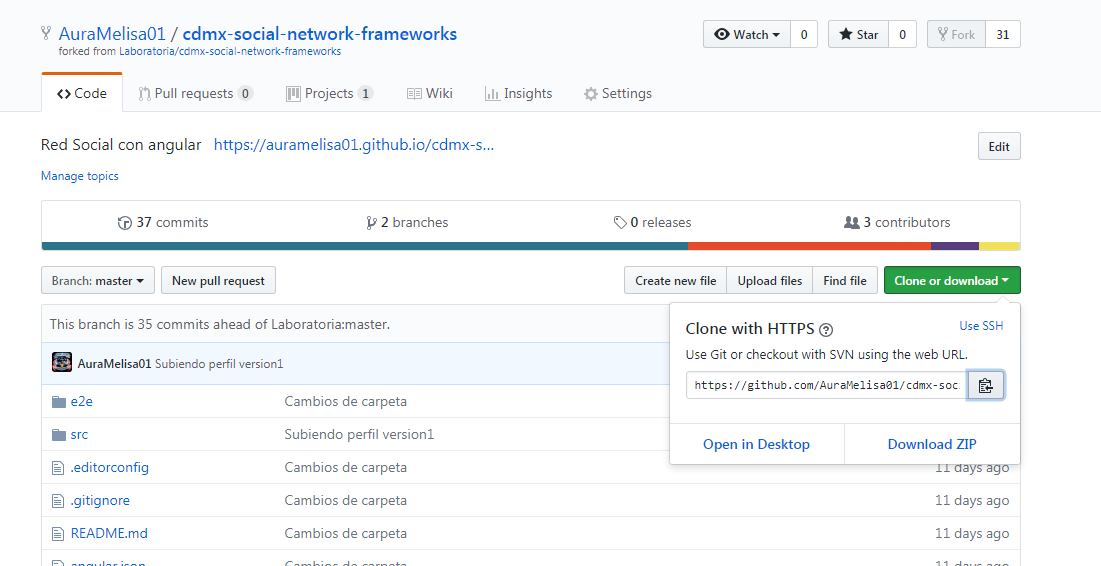 AuraMelisa01 / cdmx-social-network-frameworks
forked from Laboratoria/cdmx-social-network-frameworks
Watch 0 Star 0 Fork 31
Code Pull requests 0 Projects 1 Wiki Insights Settings
Red Social con angular https://auramelisa01.github.io/cdmx-s... Edit
Manage topics
37 commits 2 branches 0 releases 3 contributors
Branch: master New pull request Create new file Upload files Find file Clone or download
This branch is 35 commits ahead of Laboratoria:master.
AuraMelisa01 Subiendo perfil version1
Clone with HTTPS ? Use SSH
Use Git or checkout with SVN using the web URL.
https://github.com/AuraMelisa01/cdmx-soci
Open in Desktop Download ZIP
e2e Cambios de carpeta
src Subiendo perfil version1
.editorconfig Cambios de carpeta 11 days ago
.gitignore Cambios de carpeta 11 days ago
README.md Cambios de carpeta 11 days ago
angular.json Cambios de carpeta 11 days ago